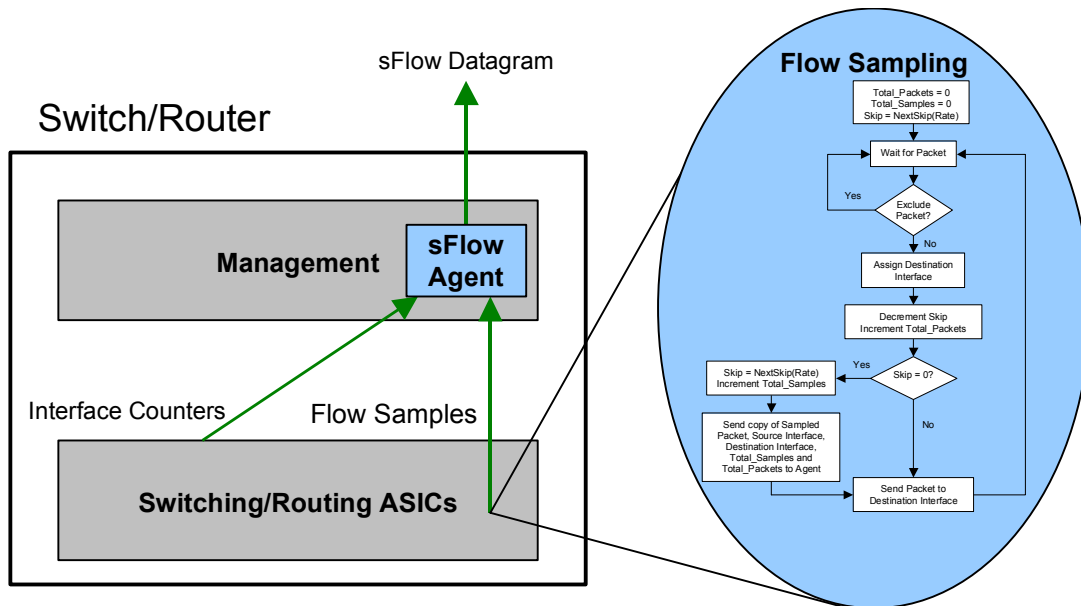 sFlow Datagram
Switch/Router
Management
sFlow
Agent
Interface Counters
Flow Samples
Switching/Routing ASICs
Flow Sampling
Total_Packets = 0
Total_Samples = 0
Skip = NextSkip(Rate)
Wait for Packet
Yes
Exclude
Packet?
No
Assign Destination
Interface
Decrement Skip
Increment Total_Packets
Skip = 0?
Yes
Skip = NextSkip(Rate)
Increment Total_Samples
Send copy of Sampled
Packet, Source Interface,
Destination Interface,
Total_Samples and
Total_Packets to Agent
No
Send Packet to
Destination Interface